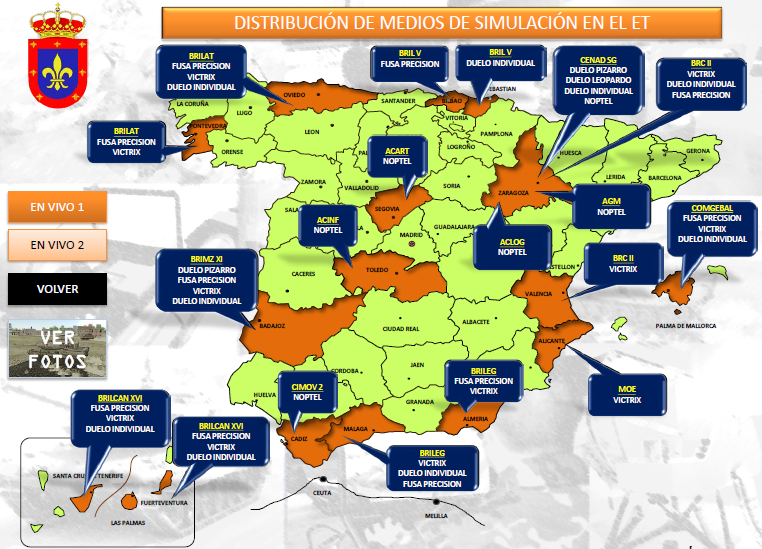 DISTRIBUCIÓN DE MEDIOS DE SIMULACIÓN EN EL ET
BRILAT
FUSA PRECISION
VICTRIX
DUELO INDIVIDUAL
BRIL V
FUSA PRECISION
BRIL V
DUELO INDIVIDUAL
CENAD SG
DUELO PIZARRO
DUELO LEOPARDO
DUELO INDIVIDUAL
NOPTEL
BRC II
VICTRIX
DUELO INDIVIDUAL
FUSA PRECISION
BRILAT
FUSA PRECISION
VICTRIX
ACART
NOPTEL
ACINF
NOPTEL
ACLOG
NOPTEL
AGM
NOPTEL
COMGEBAL
FUSA PRECISION
VICTRIX
DUELO INDIVIDUAL
BRC II
VICTRIX
BRIMZ XI
DUELO PIZARRO
FUSA PRECISION
VICTRIX
DUELO INDIVIDUAL
CIMOV 2
NOPTEL
BRILEG
FUSA PRECISION
VICTRIX
MOE
VICTRIX
BRILEG
VICTRIX
DUELO INDIVIDUAL
FUSA PRECISION
BRILCAN XVI
FUSA PRECISION
VICTRIX
DUELO INDIVIDUAL
BRILCAN XVI
FUSA PRECISION
VICTRIX
DUELO INDIVIDUAL
EN VIVO 1
EN VIVO 2
VOLVER
VER
FOTOS
LA CORUÑA
LUGO
OVIEDO
SANTANDER
BILBAO
EBASTIAN
VITORIA
PAMPLONA
PONTEVEDRA
ORENSE
LEON
LOGROÑO
HUESCA
GERONA
LERIDA
BARCELONA
ZAMORA
VALLADOLID
SORIA
ZARAGOZA
SEGOVIA
SALA
MADRID
GUADALAJARA
CACERES
TOLEDO
STELLON
VALENCIA
PALMA DE MALLORCA
BADAJOZ
CIUDAD REAL
ALBACETE
ALICANTE
HUELVA
CORDOBA
JAEN
GRANADA
ALMERIA
MALAGA
CADIZ
CEUTA
MELILLA
SANTA CRU
TENERIFE
FUERTEVENTURA
LAS PALMAS